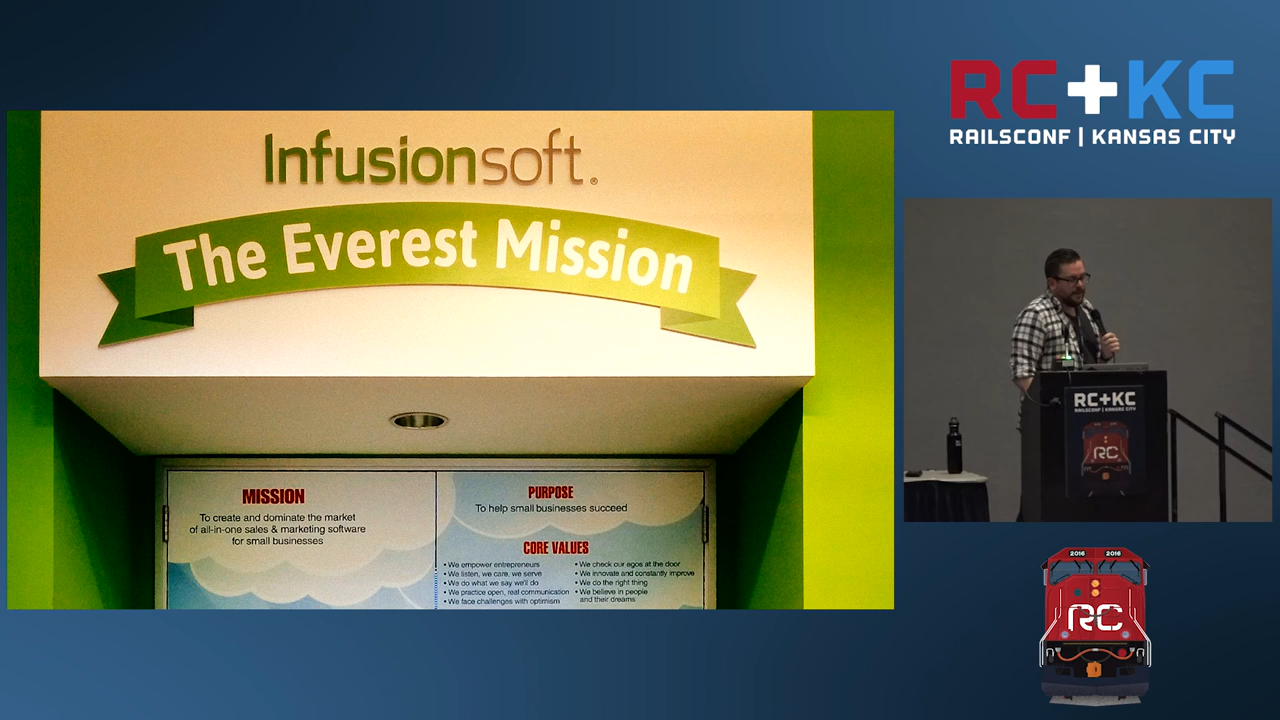 Infusionsoft.®
The Everest Mission
MISSION
To create and dominate the market
of all-in-one sales & marketing software
for small businesses
PURPOSE
To help small businesses succeed
CORE VALUES
• We empower entrepreneurs
• We listen, we care, we serve
• We do what we say we'll do
• We practice open, real communication
• We face challenges with optimism
• We check our egos at the door
• We innovate and constantly improve
• We do the right thing
• We believe in people
and their dreams
RC+KC
RAILSCONF | KANSAS CITY
RC+KC
RAILSCONF | KANSAS CITY
RC
2016 2016
RC